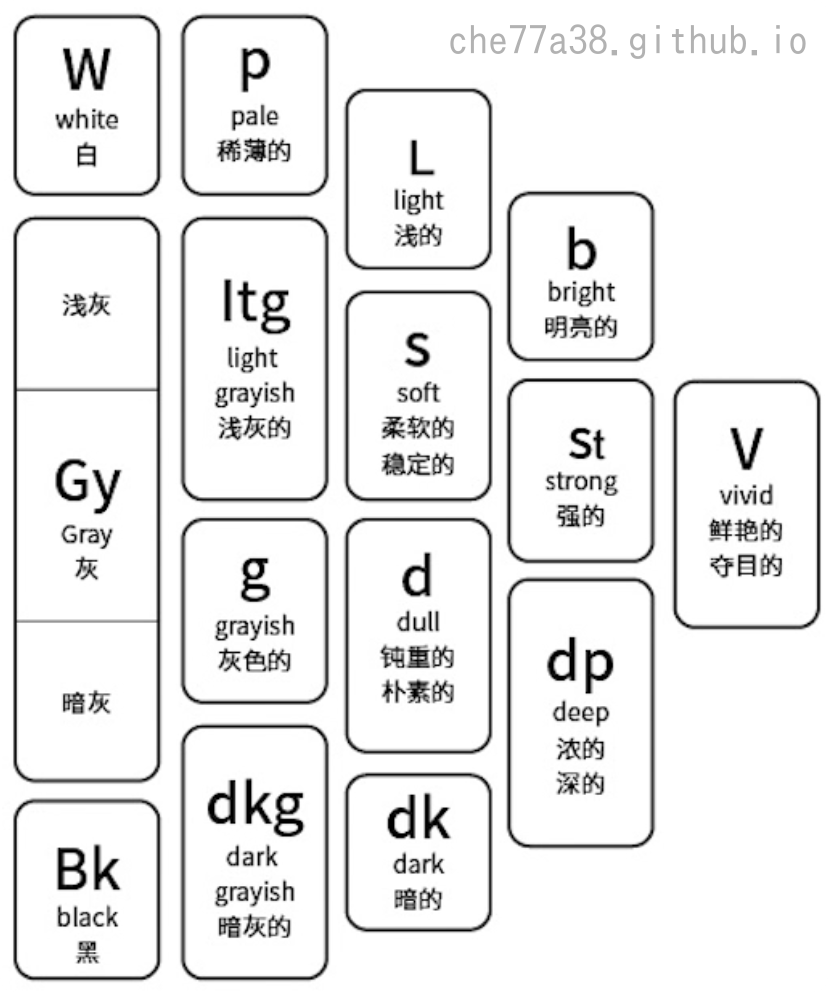 che77a38.github.io
W
white
白
浅灰
Gy
Gray
灰
暗灰
Bk
black
黑
p
pale
稀薄的
ltg
light
grayish
浅灰的
g
grayish
灰色的
dkg
dark
grayish
暗灰的
L
light
浅的
s
soft
柔软的
稳定的
d
dull
钝重的
朴素的
dk
dark
暗的
b
bright
明亮的
st
strong
强的
dp
deep
浓的
深的
V
vivid
鲜艳的
夺目的